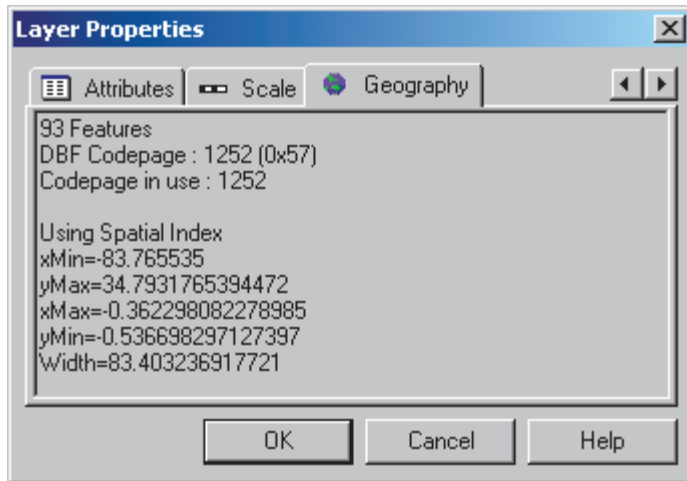 Layer Properties
Attributes Scale Geography
93 Features
DBF Codepage : 1252 (0x57)
Codepage in use : 1252
Using Spatial Index
xMin=-83.765535
yMax=34.7931765394472
xMax=-0.362298082278985
yMin=-0.536698297127397
Width=83.403236917721
OK Cancel Help